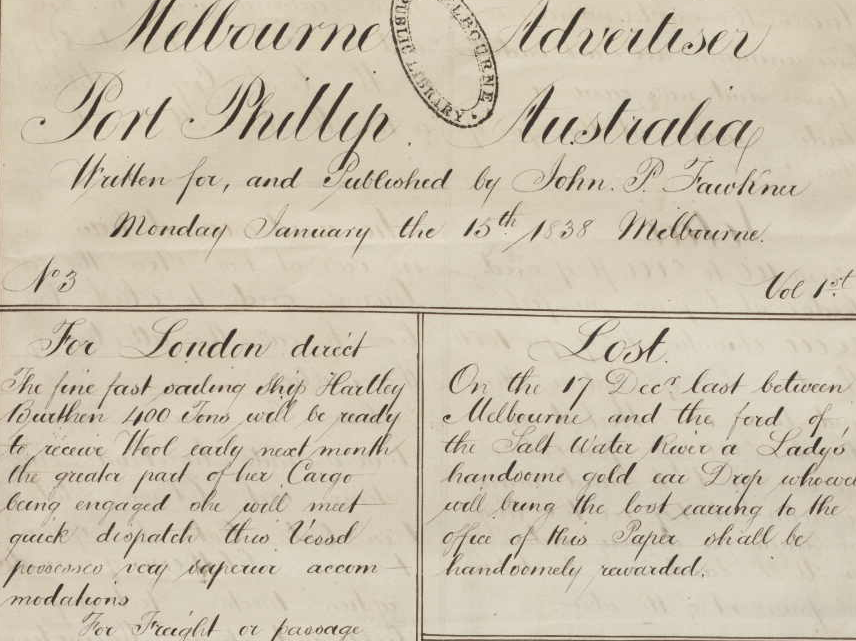 Melbourne Advertiser
Port Phillip. Australia
Written for, and Published by John. P. Fawkner
Monday January the 15th 1838 Melbourne.
No 3
Vol 1st
PUBLIC LIBRARY
MELBOURNE
For London direct
The fine fast sailing ship Hartley
Burthen 400 Tons will be ready
to receive Wool early next month
the greater part of her Cargo
being engaged she will meet
quick dispatch this Vessel
possesses very superior accom-
modations
For Freight or passage
Lost.
On the 17 Decr last between
Melbourne and the ford of
the Salt Water River a Lady's
handsome gold ear Drop whoever
will bring the lost earring to the
office of this Paper shall be
handsomely rewarded.